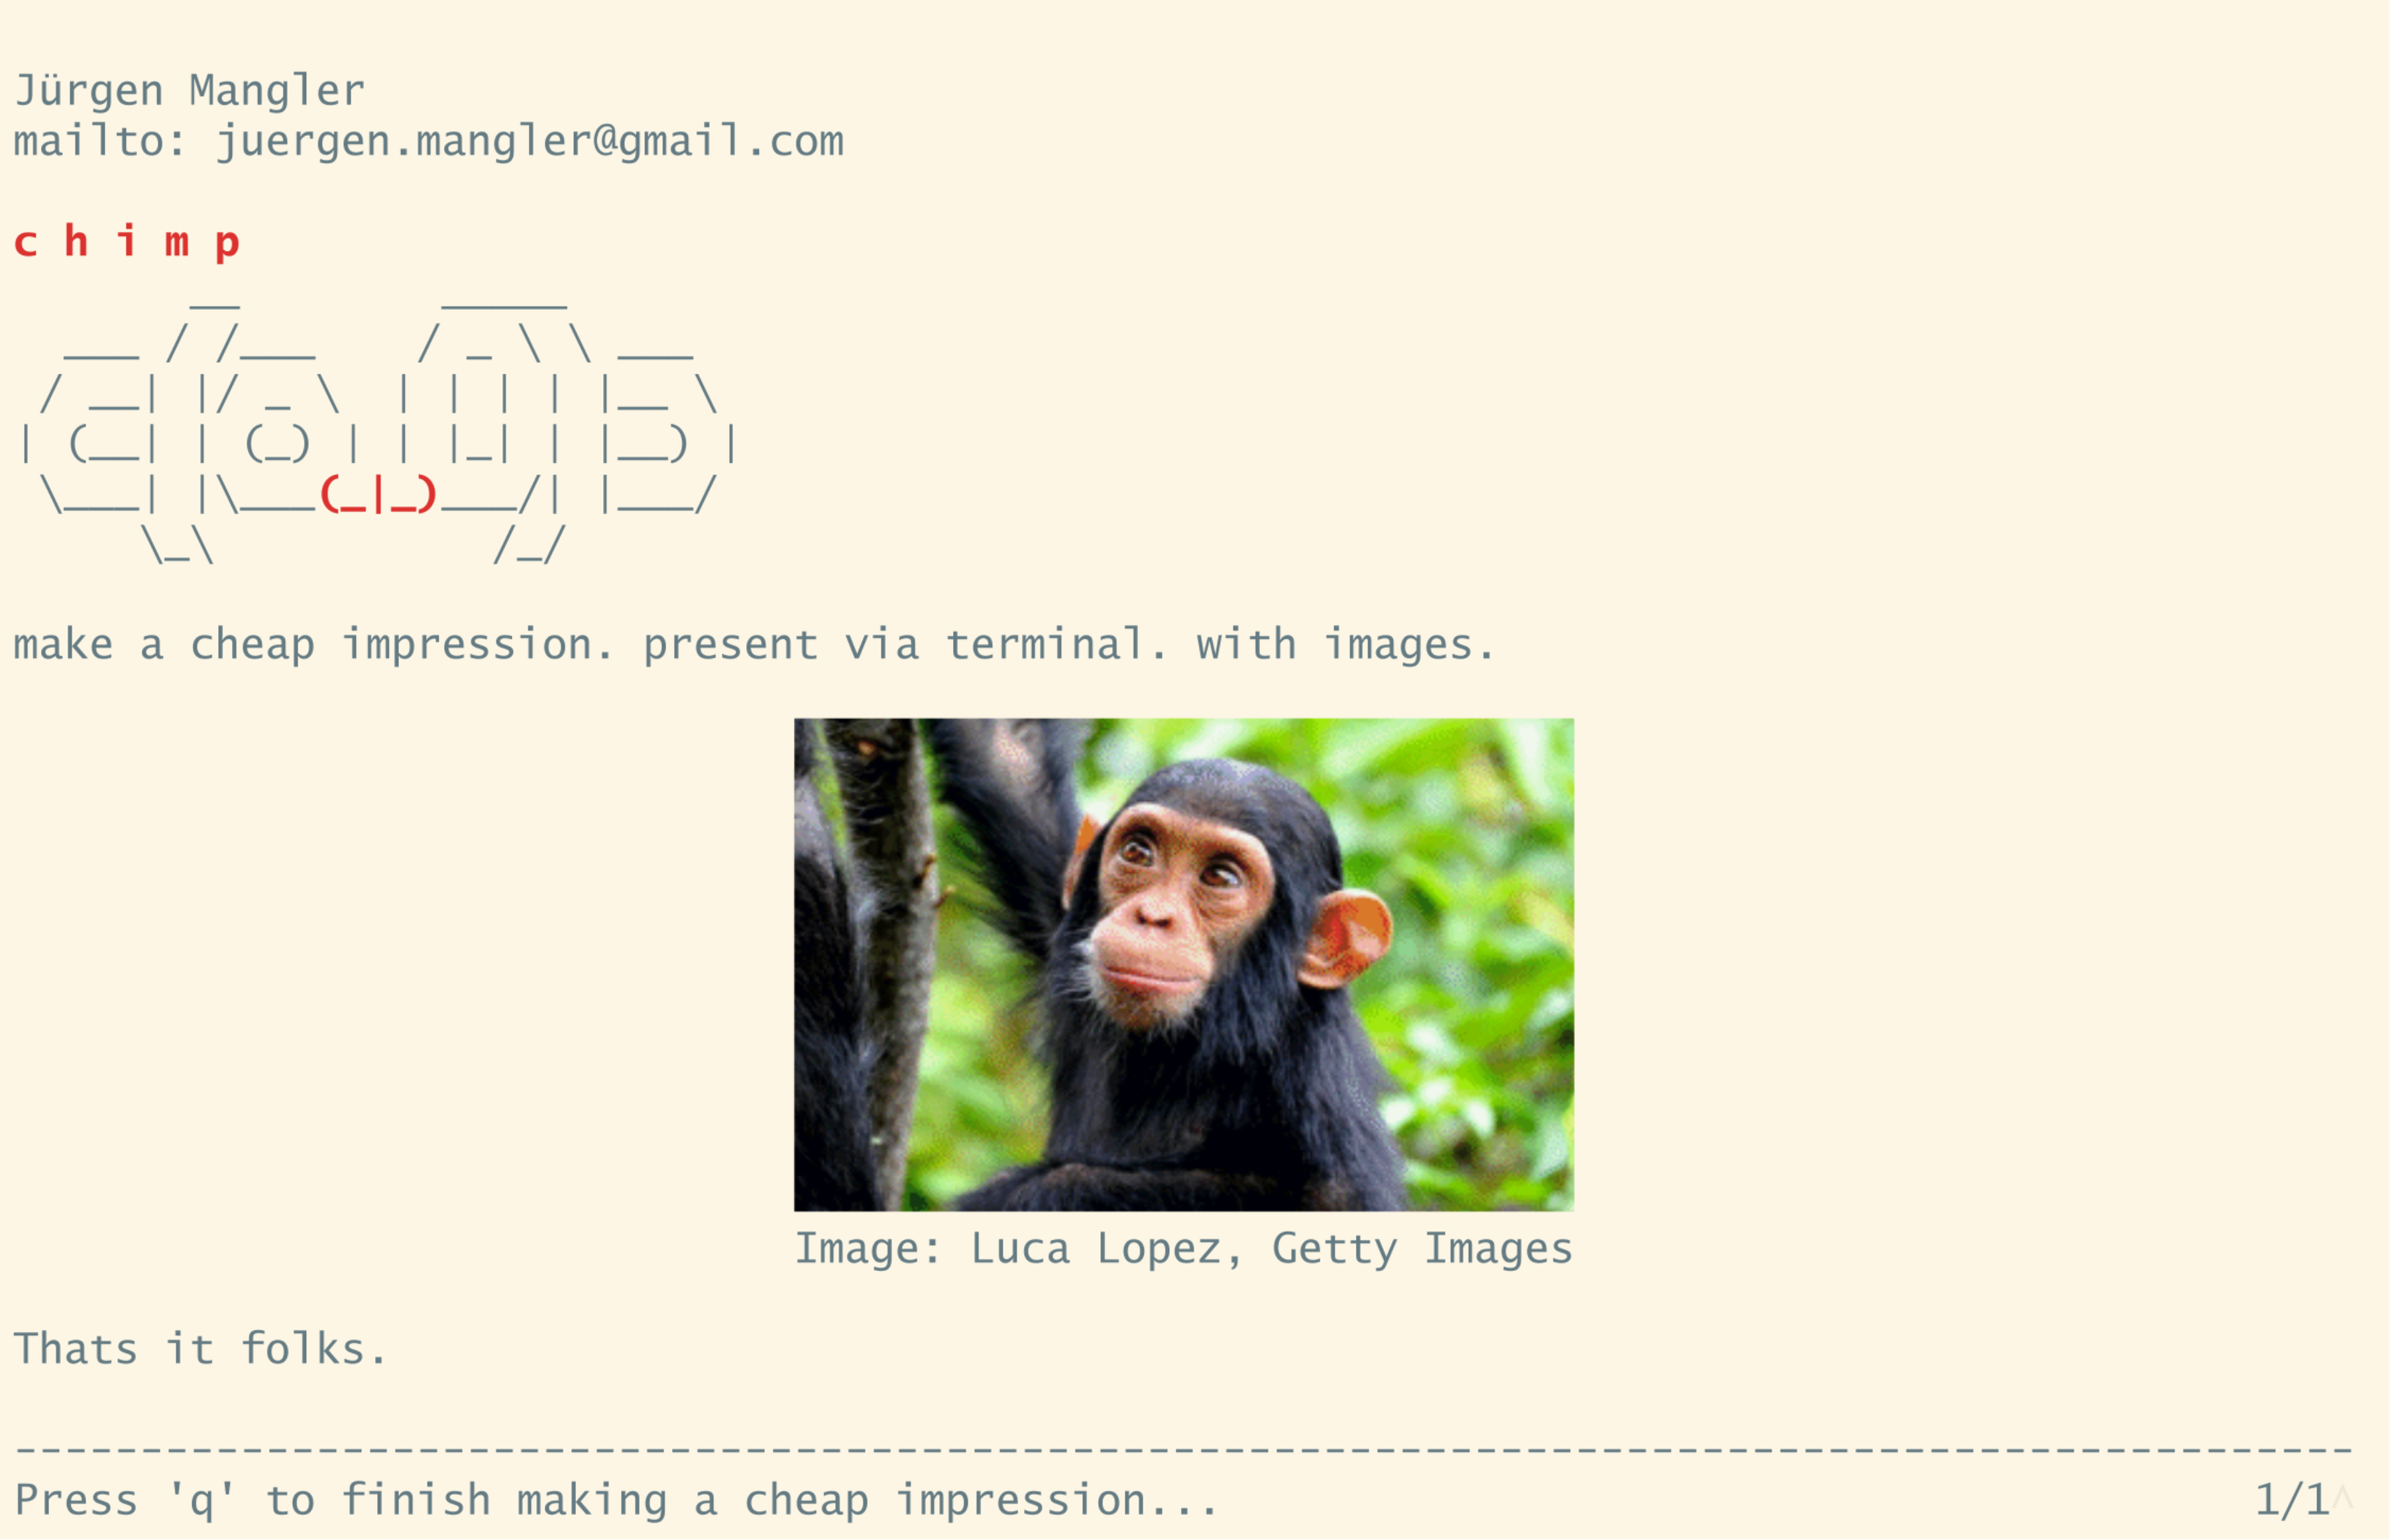 Jürgen Mangler
mailto: juergen.mangler@gmail.com
c h i m p
       __        _____
  ___ / /___    / _ \ \ ___
 / __| |/ _ \  | | | | |__ \
| (__| | (_) | | |_| | |__) |
 \___| |\___(_|_)___/| |___/
     \_\           /_/
make a cheap impression. present via terminal. with images.
Image: Luca Lopez, Getty Images
Thats it folks.
---------------------------------------------------------------------------------------------
Press 'q' to finish making a cheap impression...
1/1^